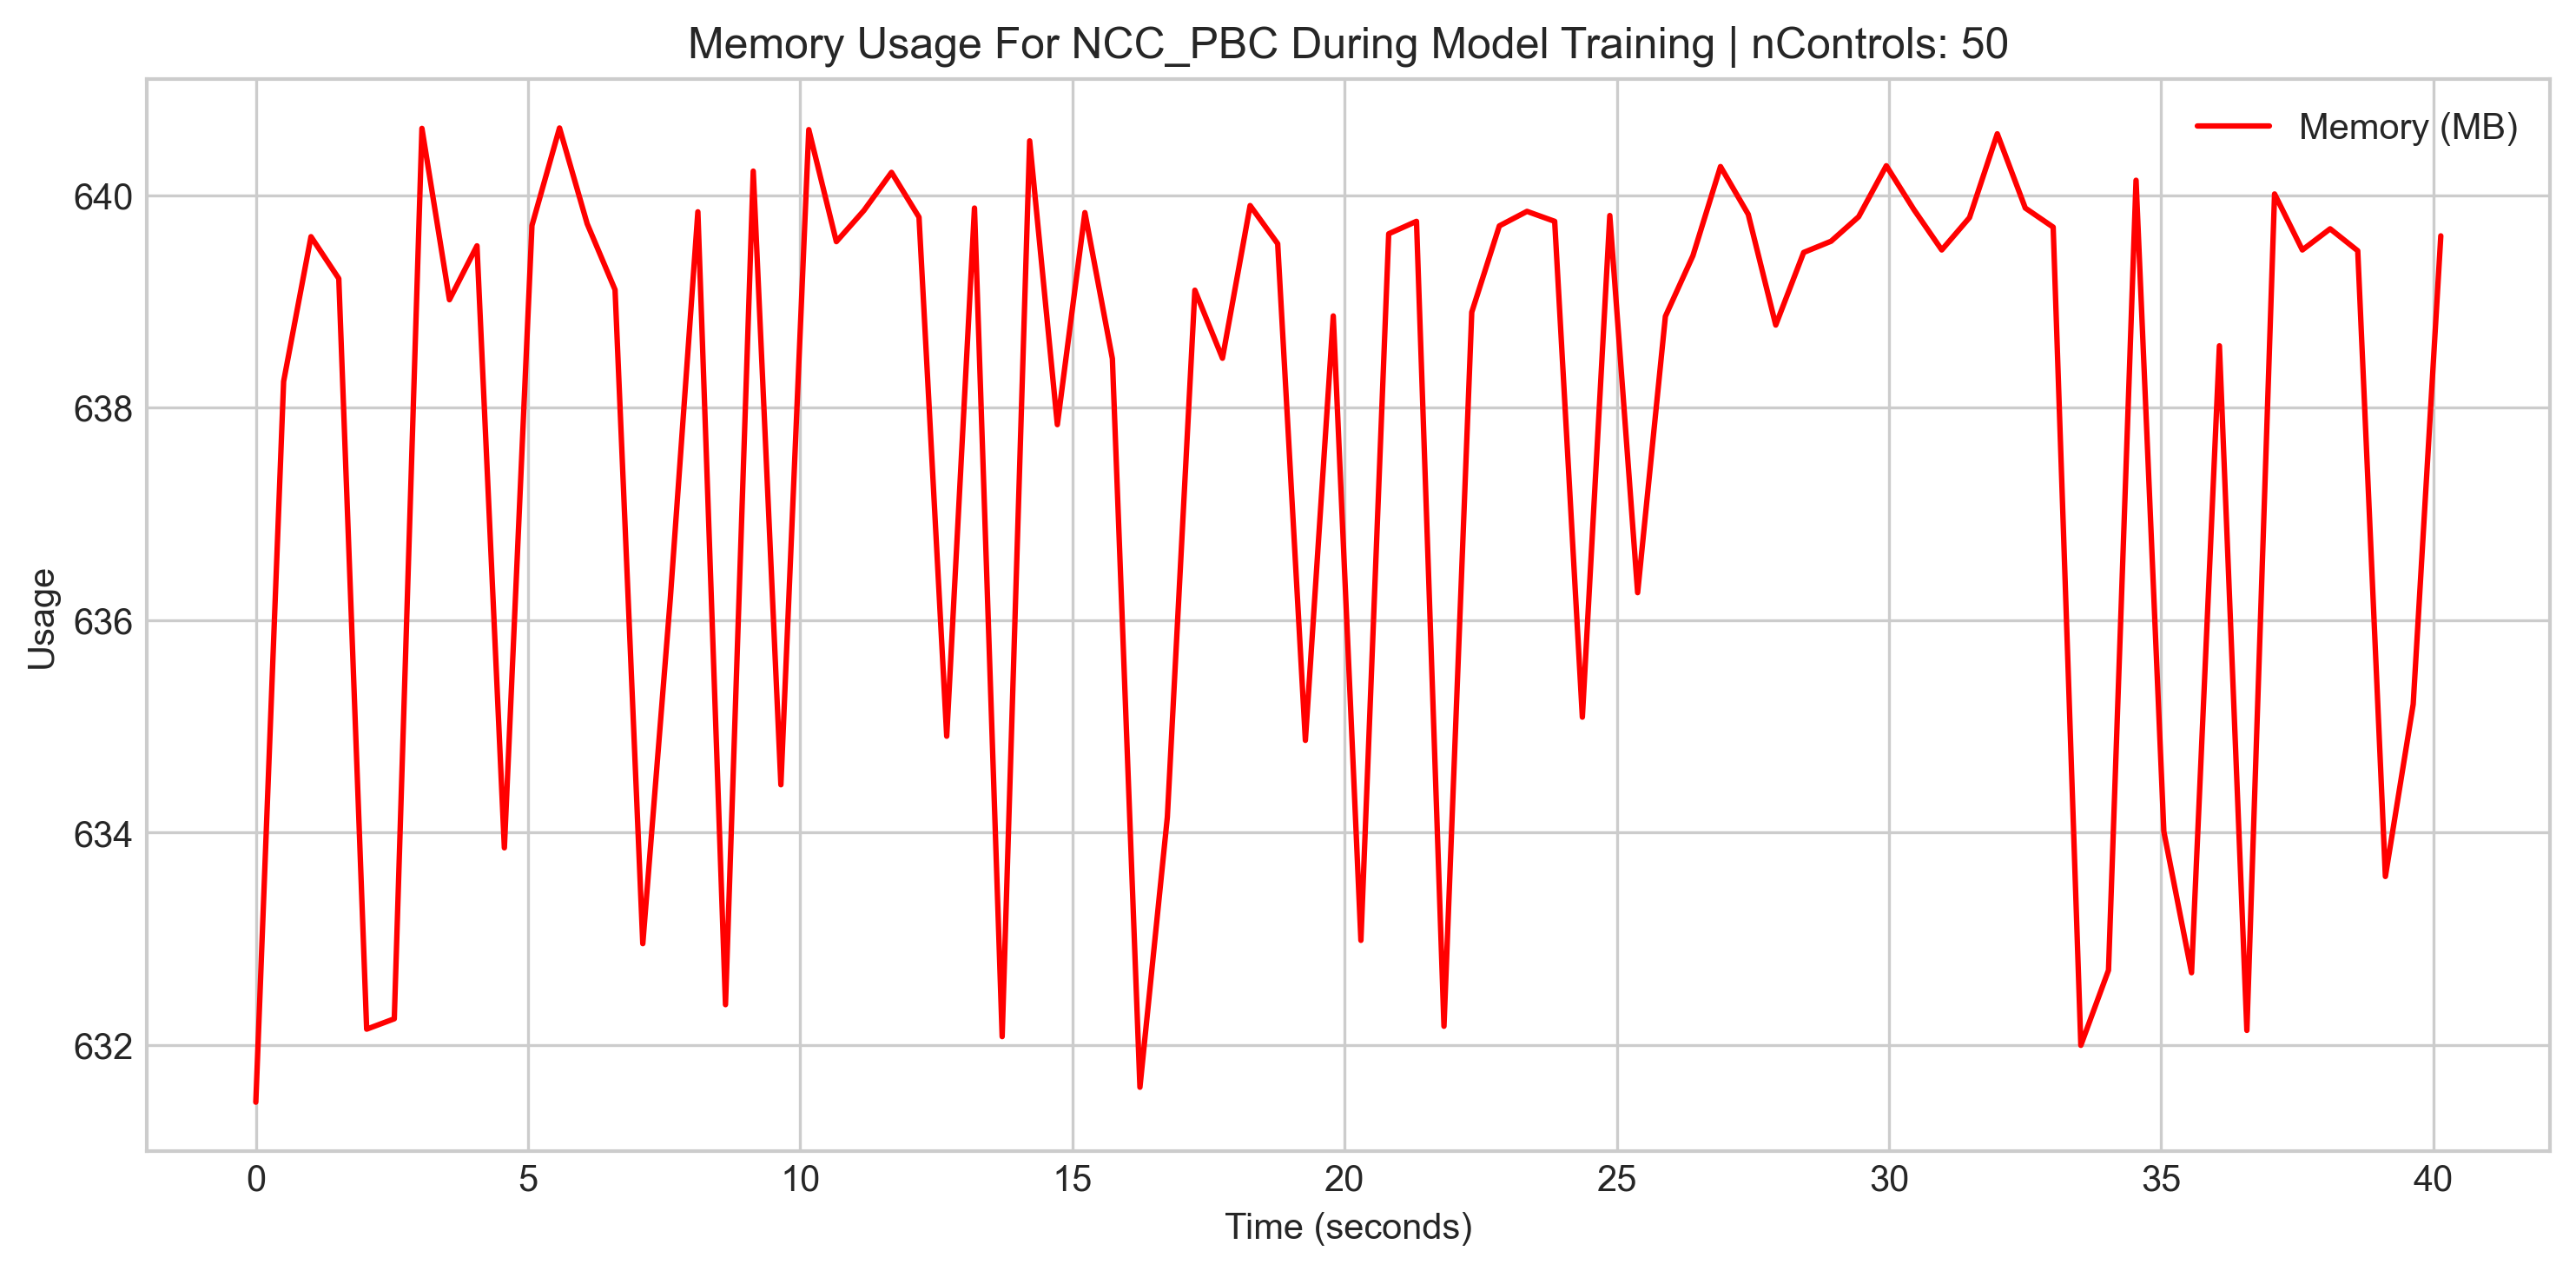 Memory Usage For NCC_PBC During Model Training | nControls: 50
Memory (MB)
640
638
636
634
632
Usage
0 5 10 15 20 25 30 35 40
Time (seconds)